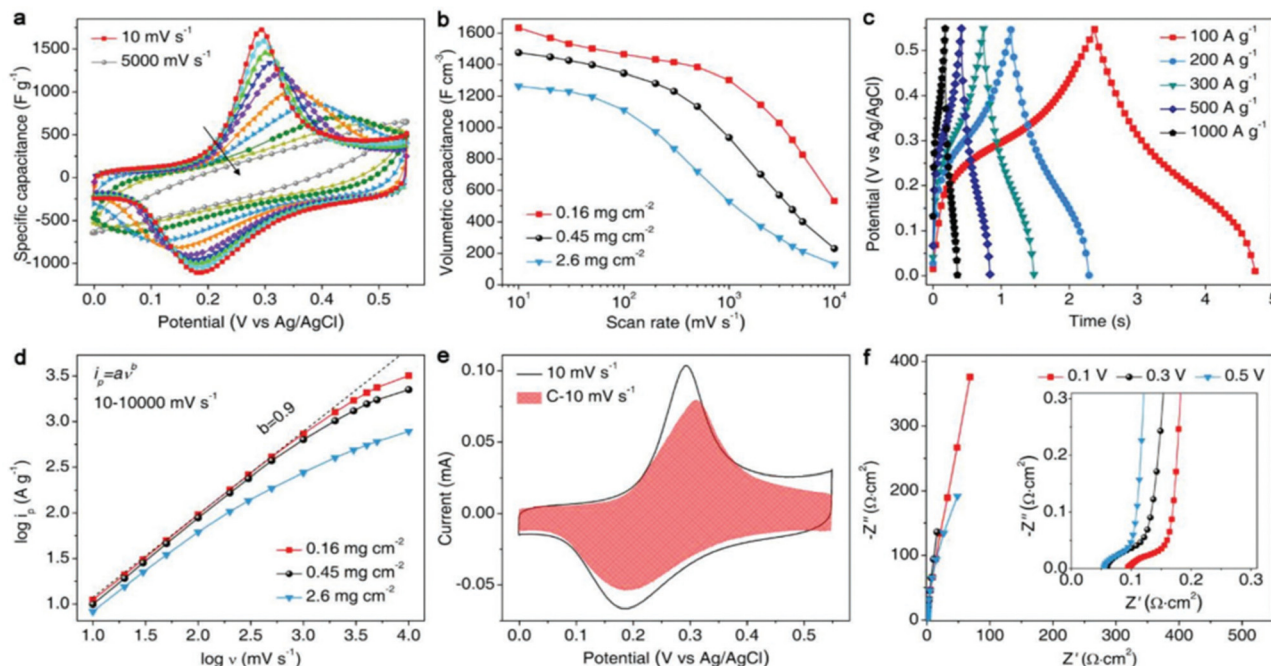 a
10 mV s⁻¹
5000 mV s⁻¹
Specific capacitance (F g⁻¹)
1500
1000
500
0
-500
-1000
0.0 0.1 0.2 0.3 0.4 0.5
Potential (V vs Ag/AgCl)
b
Volumetric capacitance (F cm⁻³)
1600
1400
1200
1000
800
600
400
200
0
0.16 mg cm⁻²
0.45 mg cm⁻²
2.6 mg cm⁻²
10¹ 10² 10³ 10⁴
Scan rate (mV s⁻¹)
c
Potential (V vs Ag/AgCl)
0.5
0.4
0.3
0.2
0.1
0.0
100 A g⁻¹
200 A g⁻¹
300 A g⁻¹
500 A g⁻¹
1000 A g⁻¹
0 1 2 3 4 5
Time (s)
d
iₚ=aνᵇ
10-10000 mV s⁻¹
b=0.9
log iₚ (A g⁻¹)
3.5
3.0
2.5
2.0
1.5
1.0
0.16 mg cm⁻²
0.45 mg cm⁻²
2.6 mg cm⁻²
1.0 1.5 2.0 2.5 3.0 3.5 4.0
log ν (mV s⁻¹)
e
10 mV s⁻¹
C-10 mV s⁻¹
Current (mA)
0.10
0.05
0.00
-0.05
0.0 0.1 0.2 0.3 0.4 0.5
Potential (V vs Ag/AgCl)
f
-Z″ (Ω·cm²)
400
300
200
100
0
0.1 V 0.3 V 0.5 V
-Z″ (Ω·cm²)
0.3
0.2
0.1
0.0
0.0 0.1 0.2 0.3
Z′ (Ω·cm²)
0 100 200 300 400 500
Z′ (Ω·cm²)